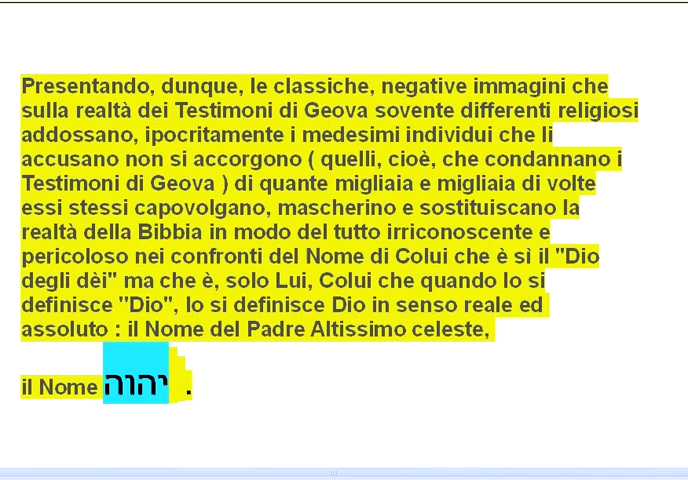 Presentando, dunque, le classiche, negative immagini che
sulla realtà dei Testimoni di Geova sovente differenti religiosi
addossano, ipocritamente i medesimi individui che li
accusano non si accorgono ( quelli, cioè, che condannano i
Testimoni di Geova ) di quante migliaia e migliaia di volte
essi stessi capovolgano, mascherino e sostituiscano la
realtà della Bibbia in modo del tutto irriconoscente e
pericoloso nei confronti del Nome di Colui che è sì il "Dio
degli dèi" ma che è, solo Lui, Colui che quando lo si
definisce "Dio", lo si definisce Dio in senso reale ed
assoluto : il Nome del Padre Altissimo celeste,
il Nome יהוה .